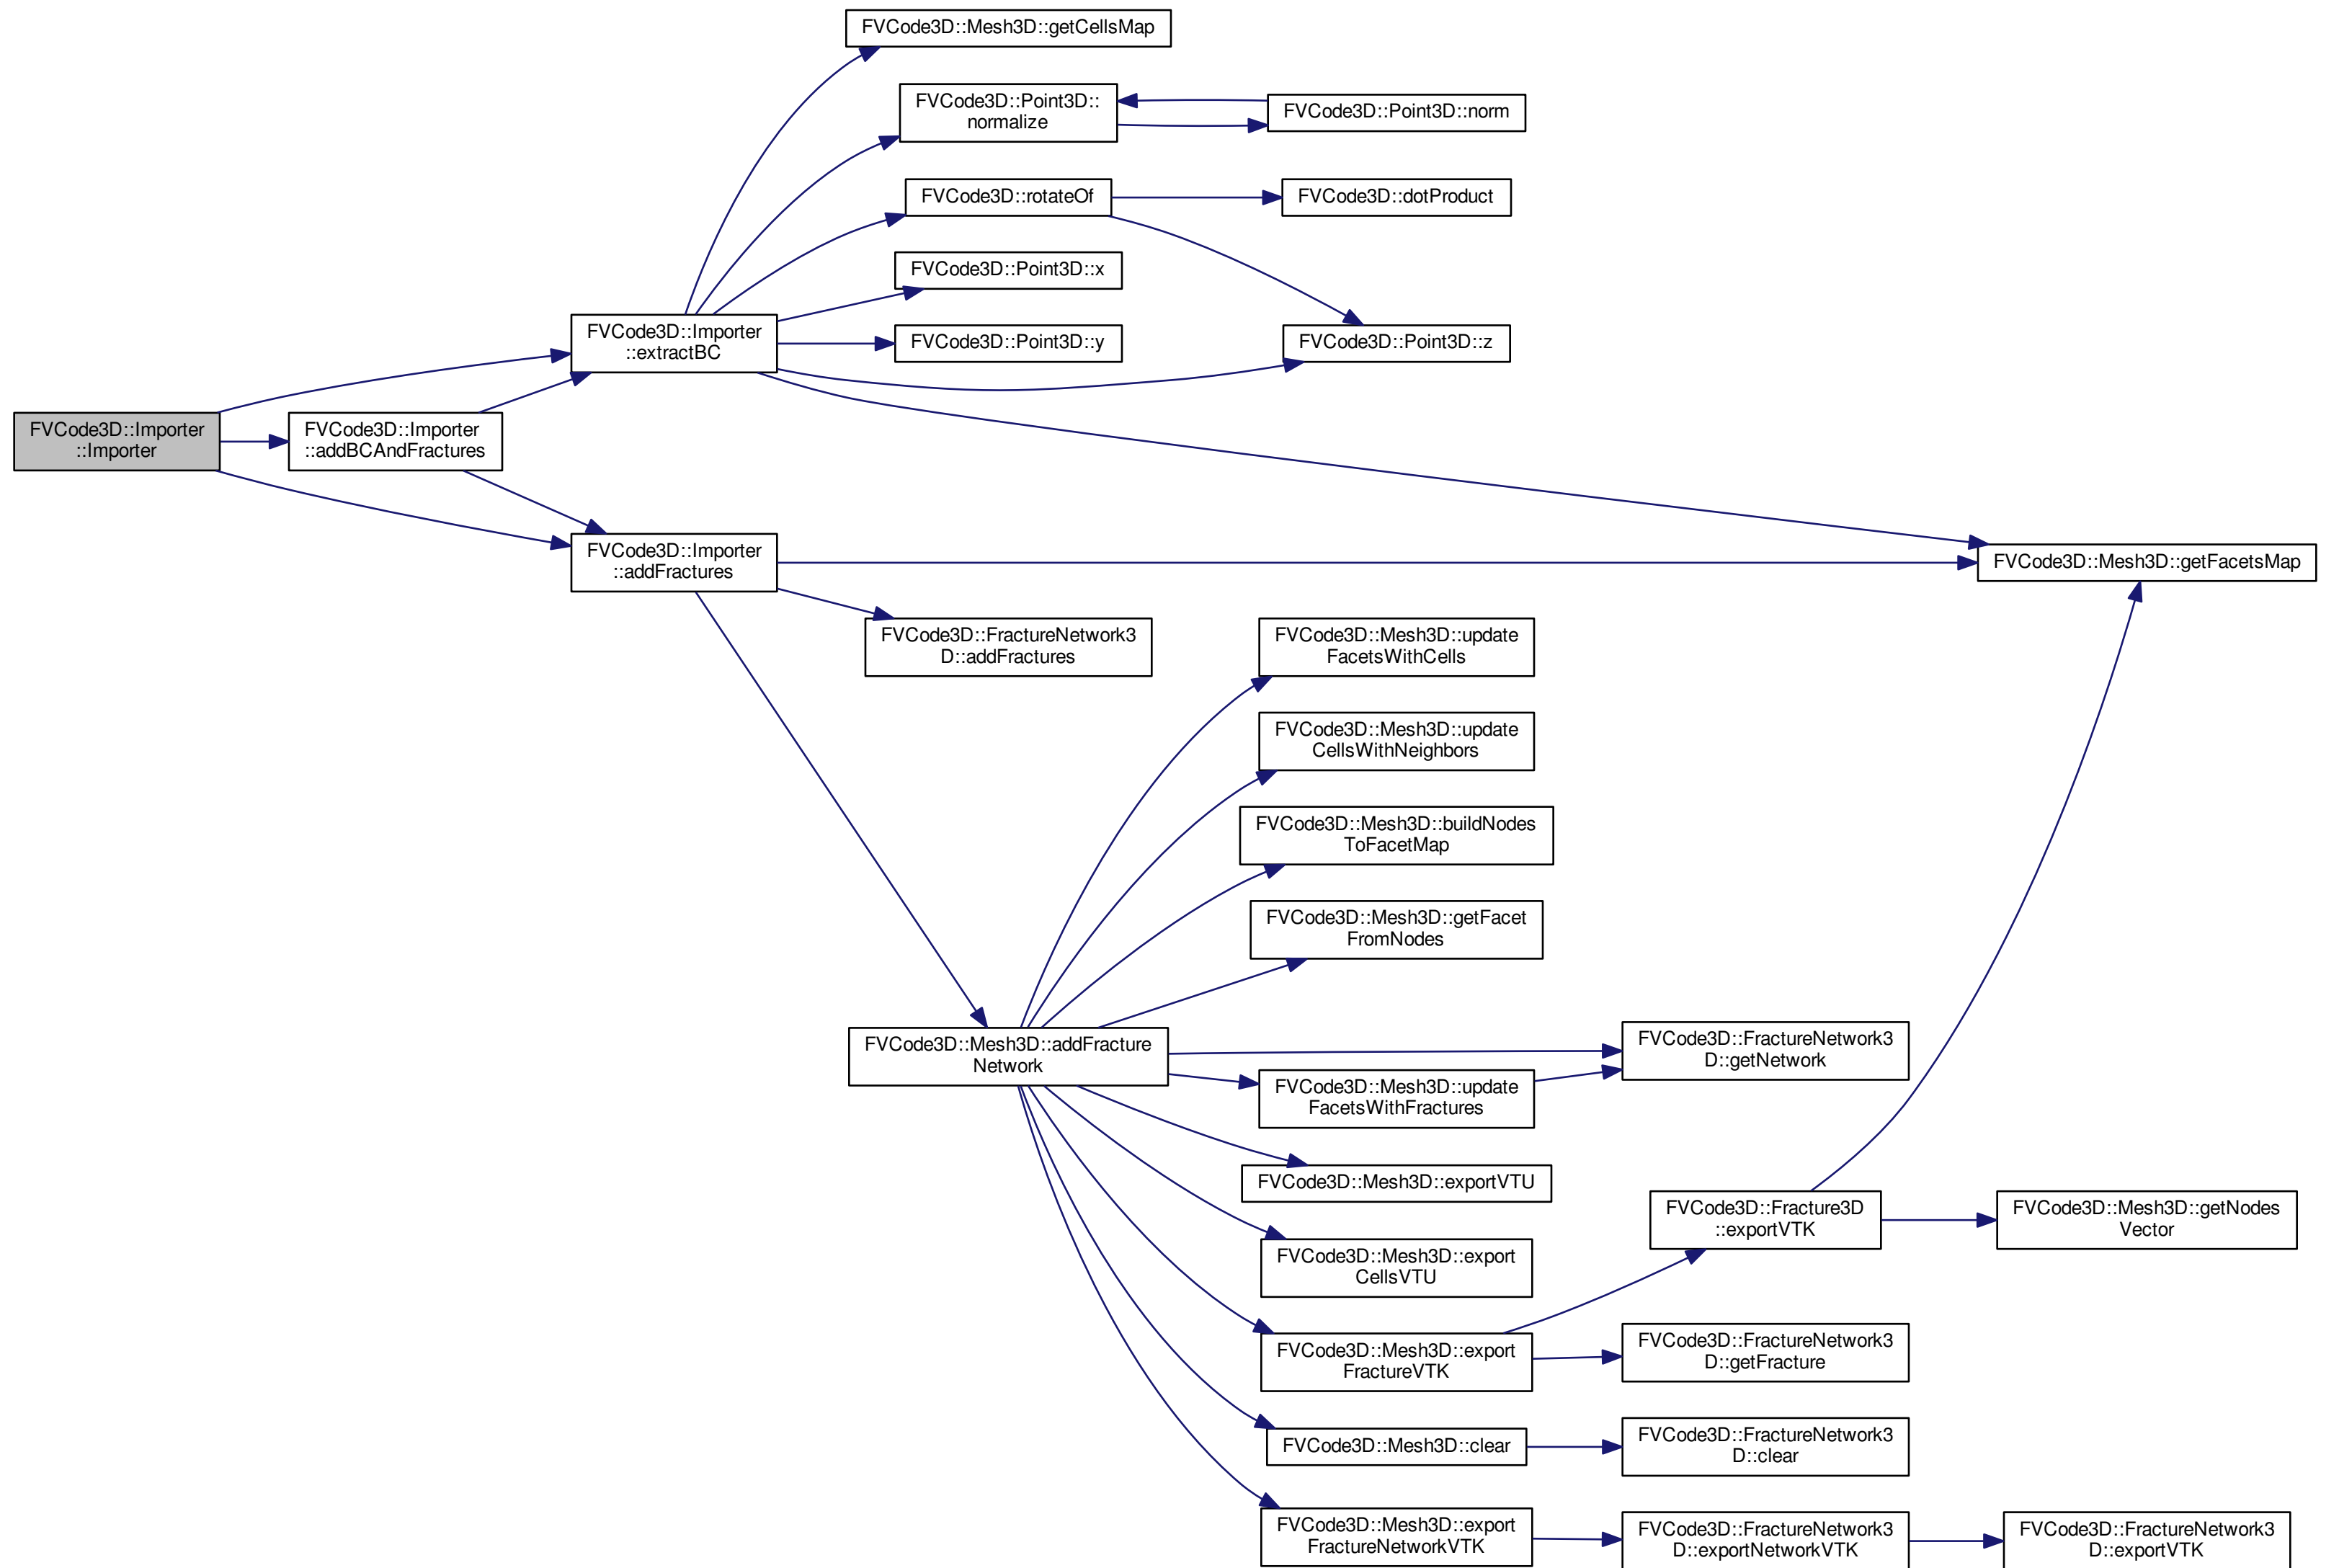 FVCode3D::Mesh3D::getCellsMap
FVCode3D::Point3D::
normalize
FVCode3D::Point3D::norm
FVCode3D::rotateOf
FVCode3D::dotProduct
FVCode3D::Point3D::x
FVCode3D::Importer
::extractBC
FVCode3D::Point3D::y
FVCode3D::Point3D::z
FVCode3D::Importer
::Importer
FVCode3D::Importer
::addBCAndFractures
FVCode3D::Importer
::addFractures
FVCode3D::Mesh3D::getFacetsMap
FVCode3D::FractureNetwork3
D::addFractures
FVCode3D::Mesh3D::update
FacetsWithCells
FVCode3D::Mesh3D::update
CellsWithNeighbors
FVCode3D::Mesh3D::buildNodes
ToFacetMap
FVCode3D::Mesh3D::getFacet
FromNodes
FVCode3D::Mesh3D::addFracture
Network
FVCode3D::FractureNetwork3
D::getNetwork
FVCode3D::Mesh3D::update
FacetsWithFractures
FVCode3D::Mesh3D::exportVTU
FVCode3D::Fracture3D
::exportVTK
FVCode3D::Mesh3D::getNodes
Vector
FVCode3D::Mesh3D::export
CellsVTU
FVCode3D::Mesh3D::export
FractureVTK
FVCode3D::FractureNetwork3
D::getFracture
FVCode3D::Mesh3D::clear
FVCode3D::FractureNetwork3
D::clear
FVCode3D::Mesh3D::export
FractureNetworkVTK
FVCode3D::FractureNetwork3
D::exportNetworkVTK
FVCode3D::FractureNetwork3
D::exportVTK